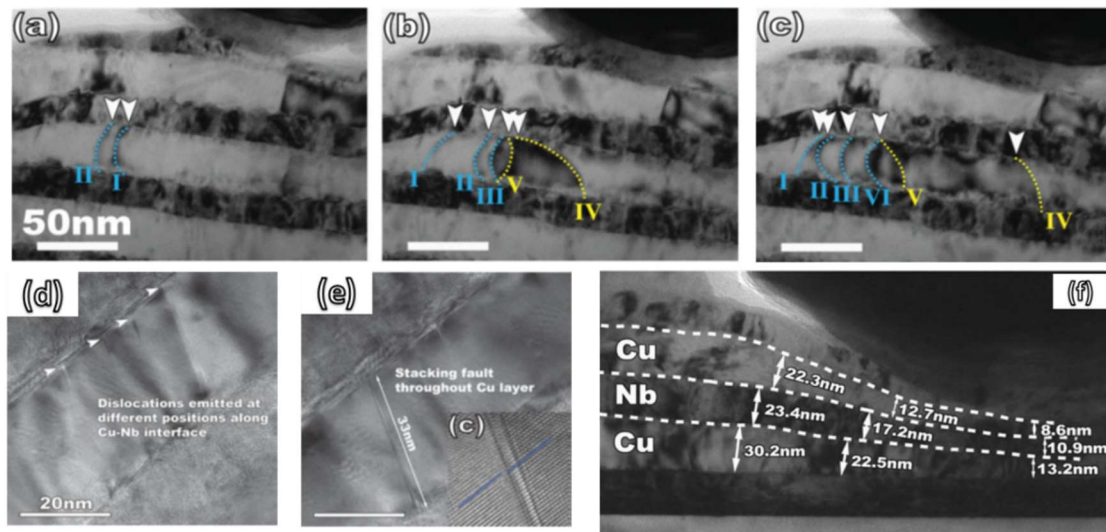 (a)
II
I
50nm
(b)
I
II
III
V
IV
(c)
I
II
III
VI
V
IV
(d)
Dislocations emitted at
different positions along
Cu-Nb interface
20nm
(e)
Stacking fault
throughout Cu layer
33nm
(c)
(f)
Cu
Nb
Cu
22.3nm
23.4nm
30.2nm
12.7nm
17.2nm
22.5nm
8.6nm
10.9nm
13.2nm